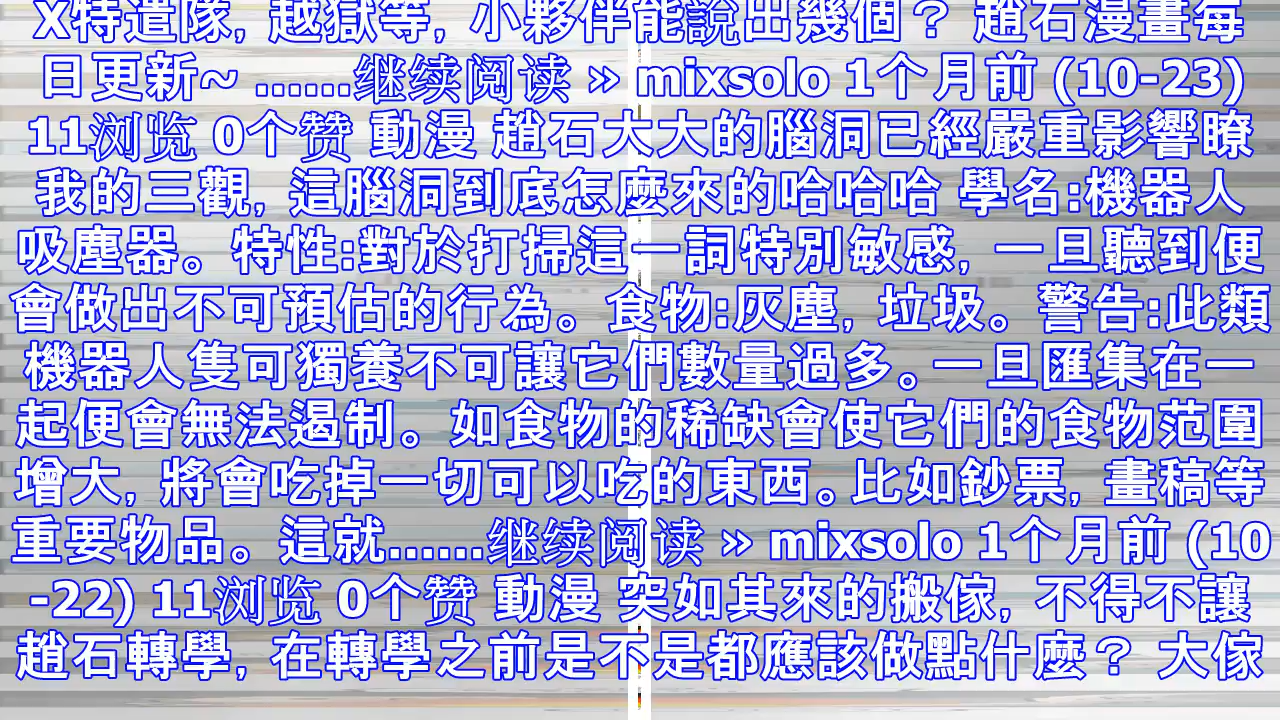 X特遣隊, 越獄等, 小夥伴能說出幾個？ 趙石漫畫每
日更新~ ......继续阅读 » mixsolo 1个月前 (10-23)
11浏览 0个赞 動漫 趙石大大的腦洞已經嚴重影響瞭
我的三觀, 這腦洞到底怎麼來的哈哈哈 學名:機器人
吸塵器。特性:對於打掃這一詞特別敏感, 一旦聽到便
會做出不可預估的行為。食物:灰塵, 垃圾。警告:此類
機器人隻可獨養不可讓它們數量過多。一旦匯集在一
起便會無法遏制。如食物的稀缺會使它們的食物范圍
增大, 將會吃掉一切可以吃的東西。比如鈔票, 畫稿等
重要物品。這就......继续阅读 » mixsolo 1个月前 (10
-22) 11浏览 0个赞 動漫 突如其來的搬傢, 不得不讓
趙石轉學, 在轉學之前是不是都應該做點什麼？ 大傢